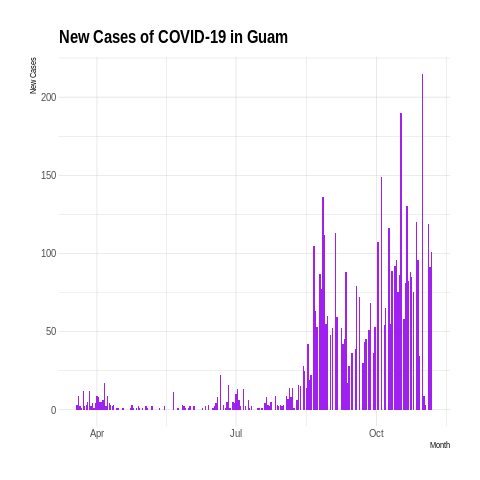 New Cases of COVID-19 in Guam
New Cases
200
150
100
50
0
Apr
Jul
Oct
Month